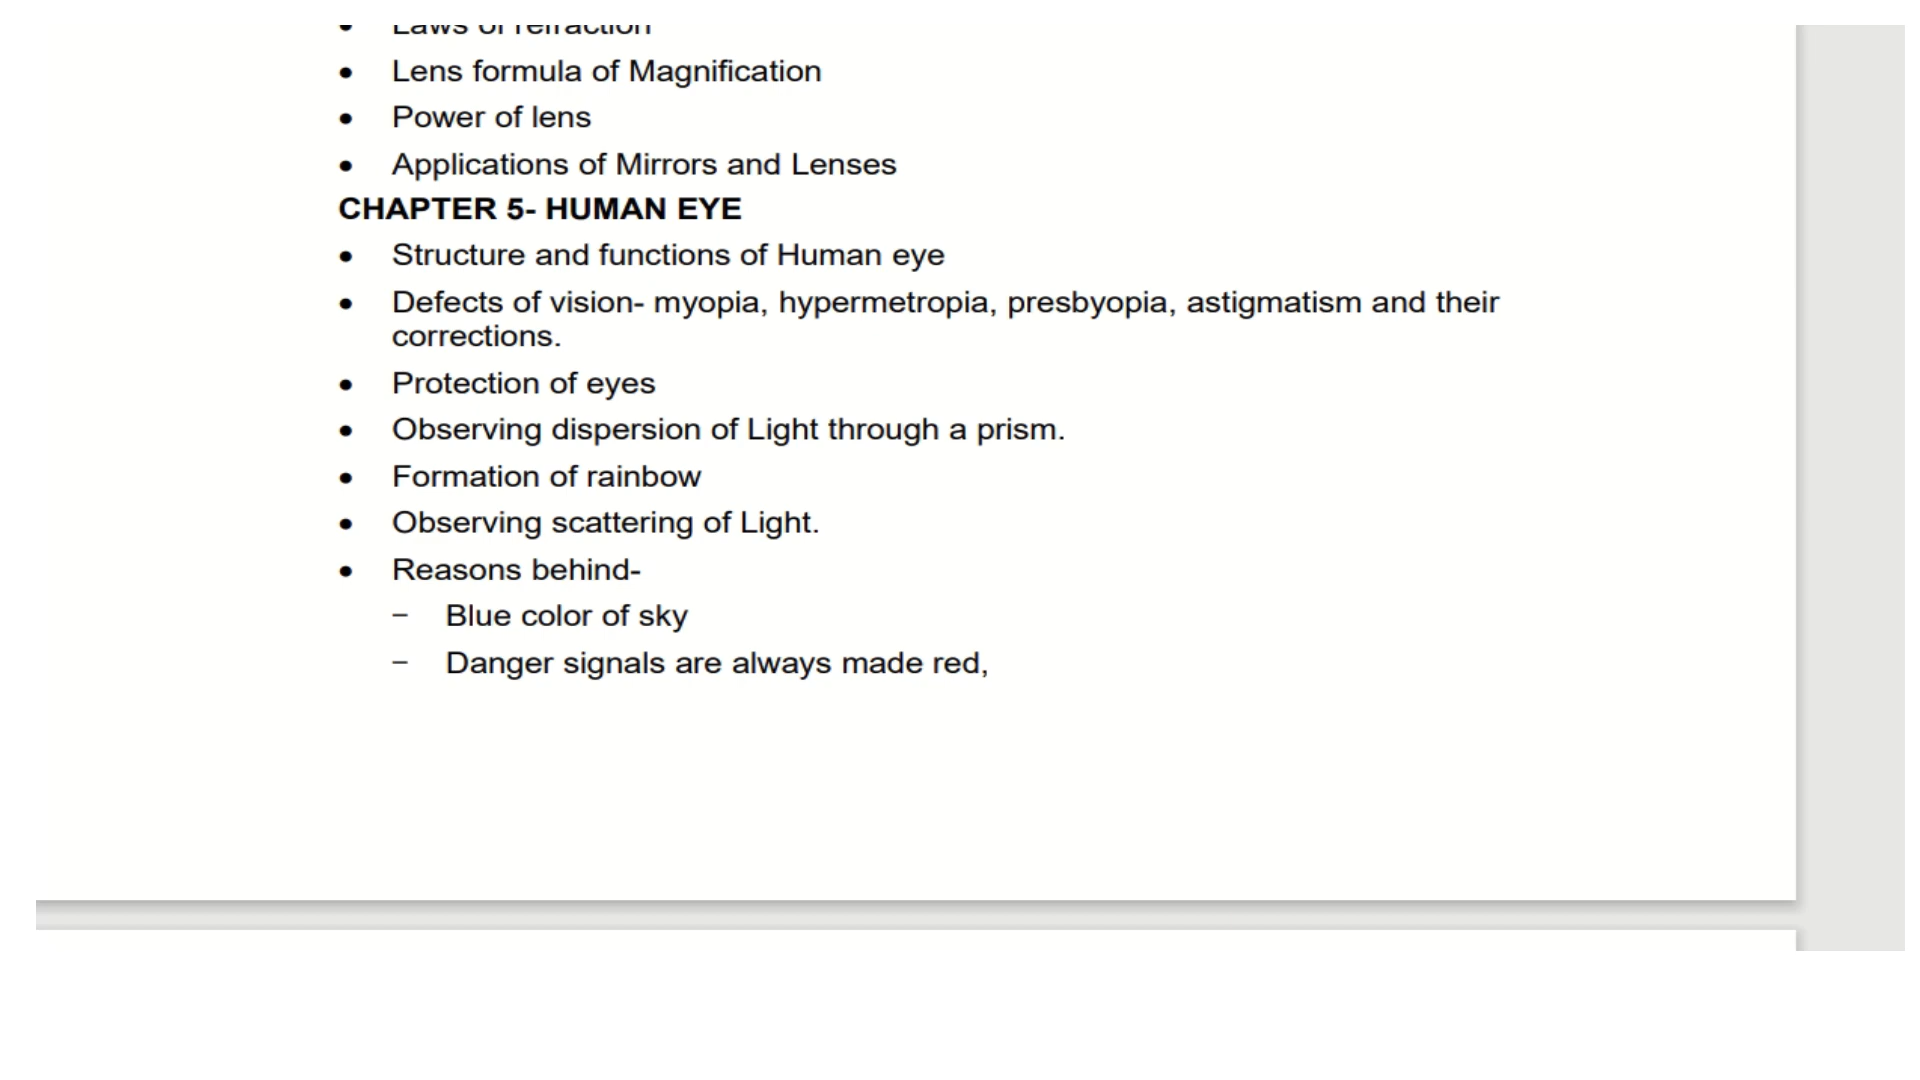 • Laws of refraction
• Lens formula of Magnification
• Power of lens
• Applications of Mirrors and Lenses
CHAPTER 5- HUMAN EYE
• Structure and functions of Human eye
• Defects of vision- myopia, hypermetropia, presbyopia, astigmatism and their
corrections.
• Protection of eyes
• Observing dispersion of Light through a prism.
• Formation of rainbow
• Observing scattering of Light.
• Reasons behind-
− Blue color of sky
− Danger signals are always made red,